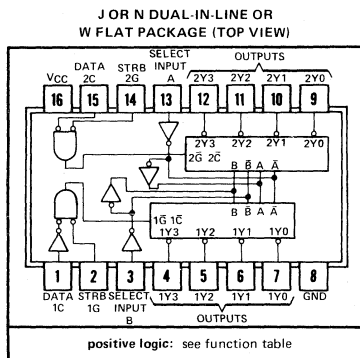 J OR N DUAL-IN-LINE OR
W FLAT PACKAGE (TOP VIEW)
DATA STRB SELECT INPUT OUTPUTS
VCC 2C 2G A 2Y3 2Y2 2Y1 2Y0
16 15 14 13 12 11 10 9
2Y3 2Y2 2Y1 2Y0
2G̅ 2C̅
B B̅ A A̅
B B̅ A A̅
1G̅ 1C̅
1Y3 1Y2 1Y1 1Y0
1 2 3 4 5 6 7 8
DATA STRB SELECT 1Y3 1Y2 1Y1 1Y0 GND
1C 1G INPUT OUTPUTS
B
positive logic: see function table